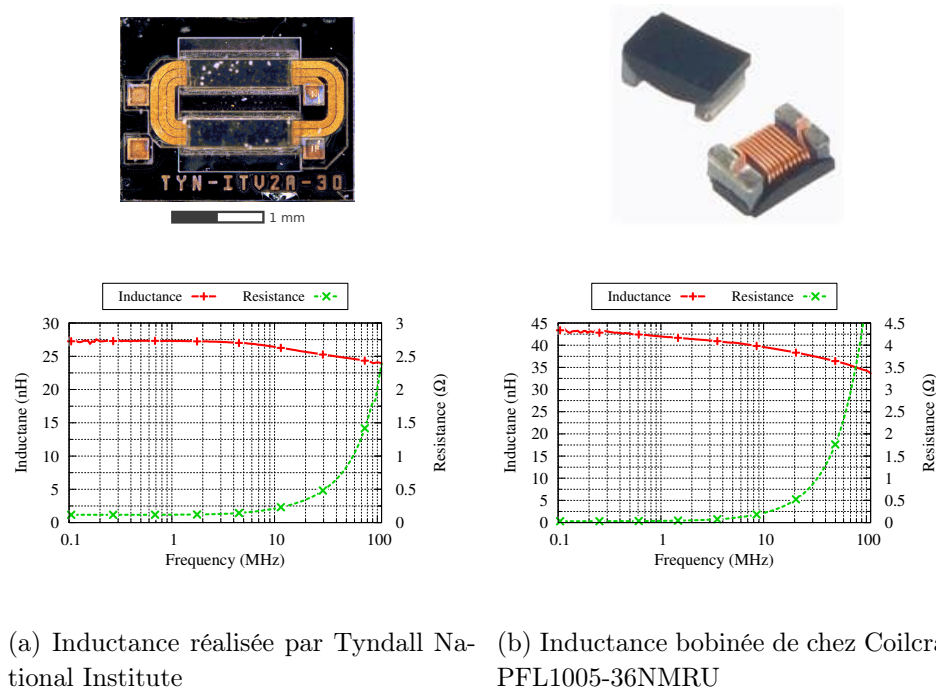 TYN-ITV2A-30
1 mm
Inductance Resistance
30
25
20
15
10
5
0
3
2.5
2
1.5
1
0.5
0
Inductane (nH)
Resistance (Ω)
0.1 1 10 100
Frequency (MHz)
Inductance Resistance
45
40
35
30
25
20
15
10
5
0
4.5
4
3.5
3
2.5
2
1.5
1
0.5
0
Inductance (nH)
Resistance (Ω)
0.1 1 10 100
Frequency (MHz)
(a) Inductance réalisée par Tyndall Na-
tional Institute
(b) Inductance bobinée de chez Coilcra
PFL1005-36NMRU